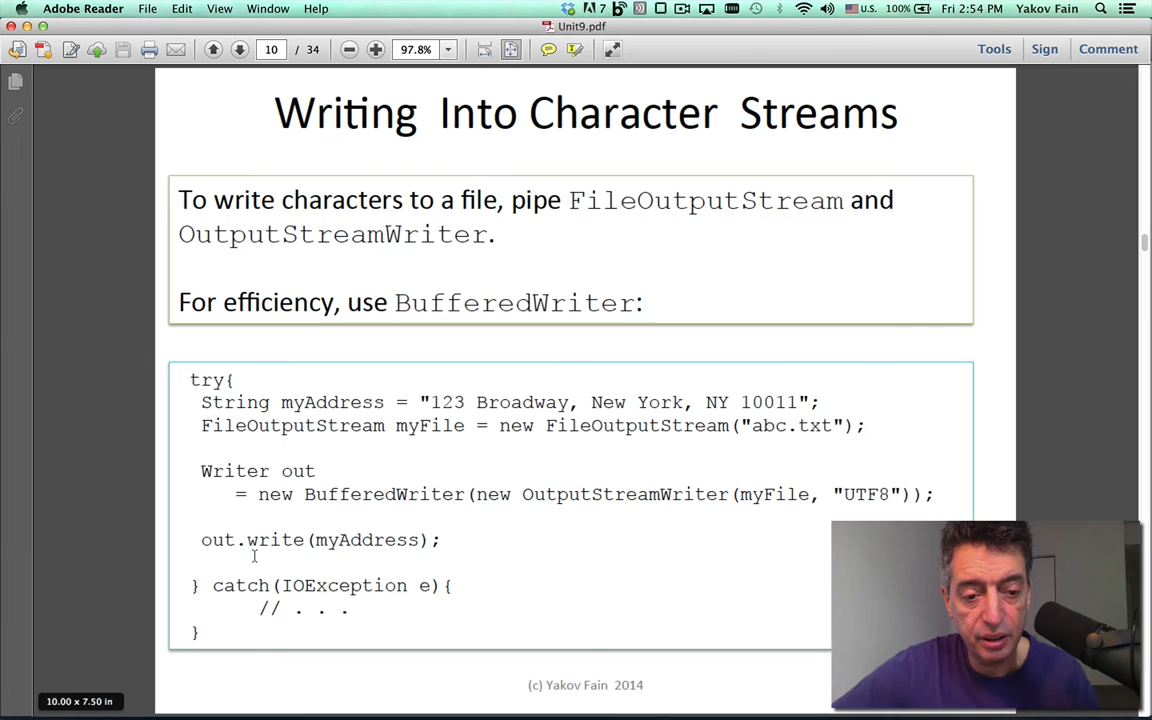 Adobe Reader File Edit View Window Help 7 U.S. 100% Fri 2:54 PM Yakov Fain
Unit9.pdf
10 / 34 97.8% Tools Sign Comment
Writing Into Character Streams
To write characters to a file, pipe FileOutputStream and
OutputStreamWriter.
For efficiency, use BufferedWriter:
try{
String myAddress = "123 Broadway, New York, NY 10011";
FileOutputStream myFile = new FileOutputStream("abc.txt");
Writer out
= new BufferedWriter(new OutputStreamWriter(myFile, "UTF8"));
out.write(myAddress);
} catch(IOException e){
// . . .
}
(c) Yakov Fain 2014
10.00 x 7.50 in